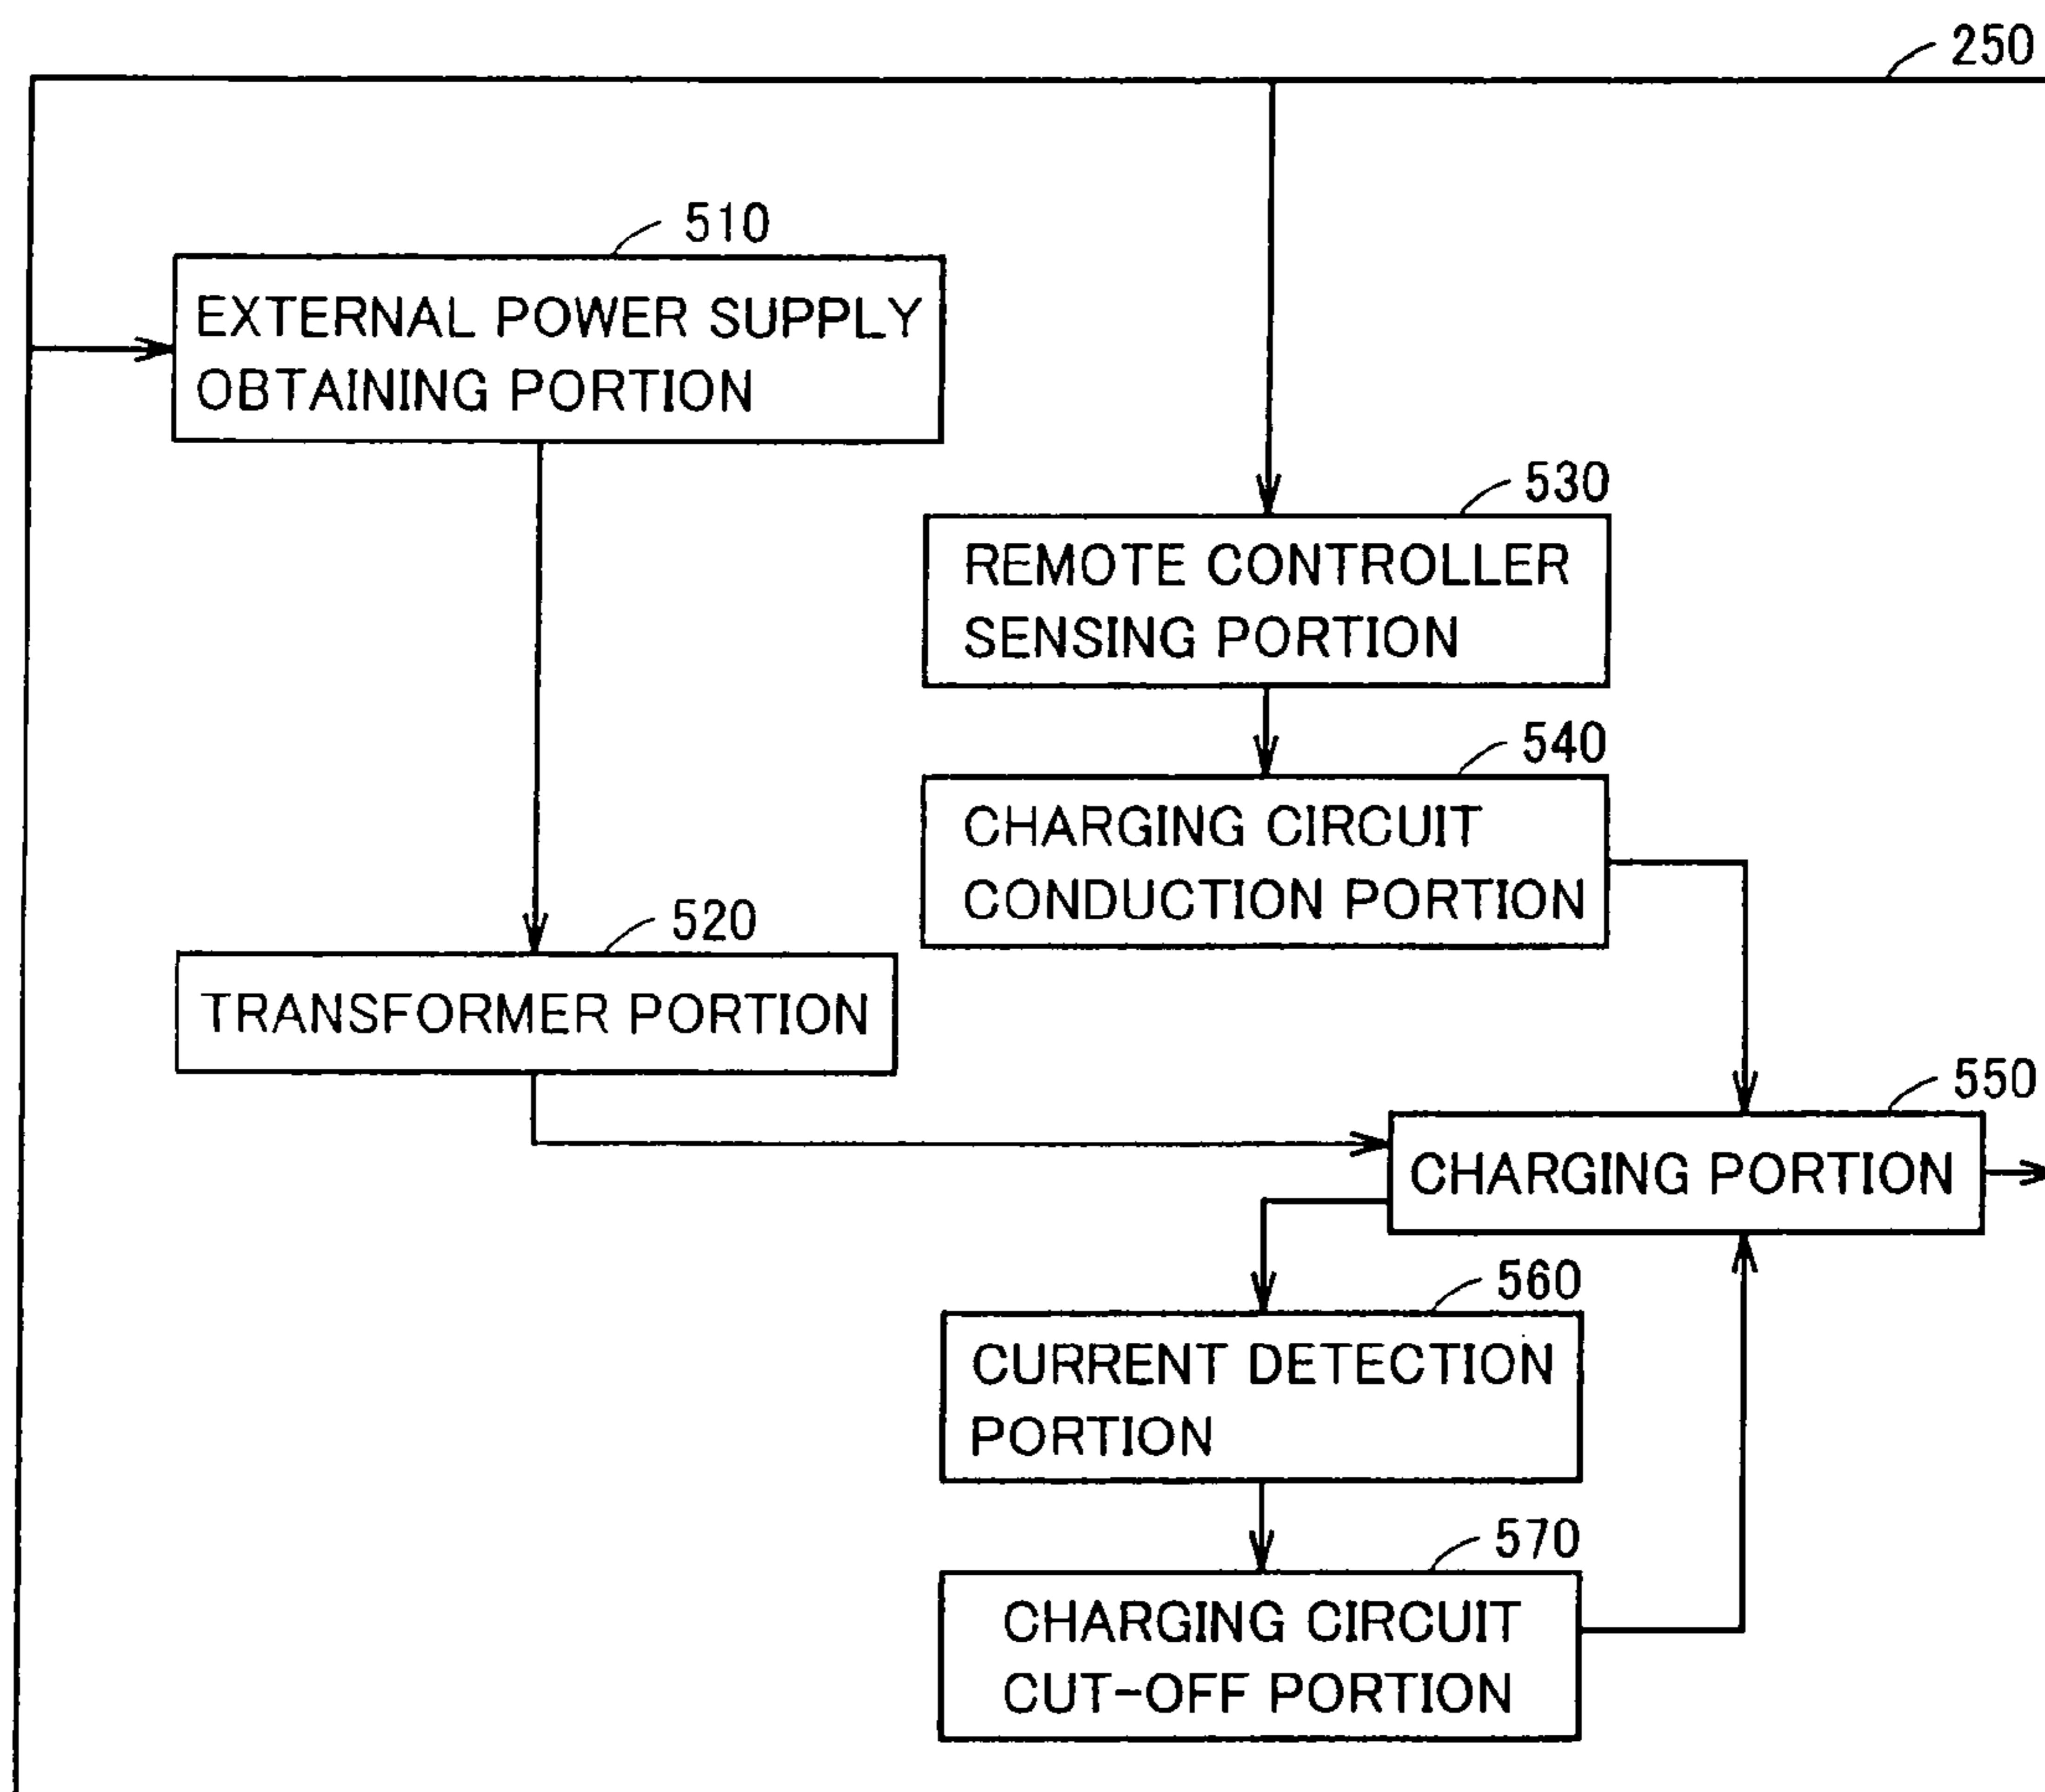 250
510
EXTERNAL POWER SUPPLY
OBTAINING PORTION
530
REMOTE CONTROLLER
SENSING PORTION
540
CHARGING CIRCUIT
CONDUCTION PORTION
520
TRANSFORMER PORTION
550
CHARGING PORTION
560
CURRENT DETECTION
PORTION
570
CHARGING CIRCUIT
CUT-OFF PORTION